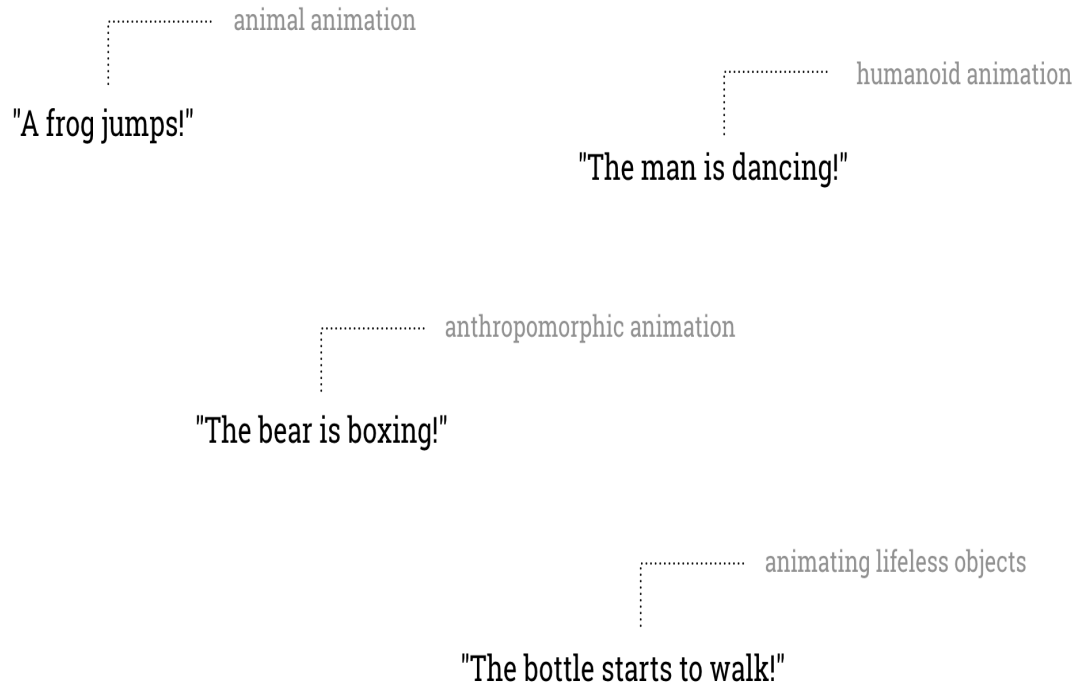 animal animation
"A frog jumps!"
humanoid animation
"The man is dancing!"
anthropomorphic animation
"The bear is boxing!"
animating lifeless objects
"The bottle starts to walk!"